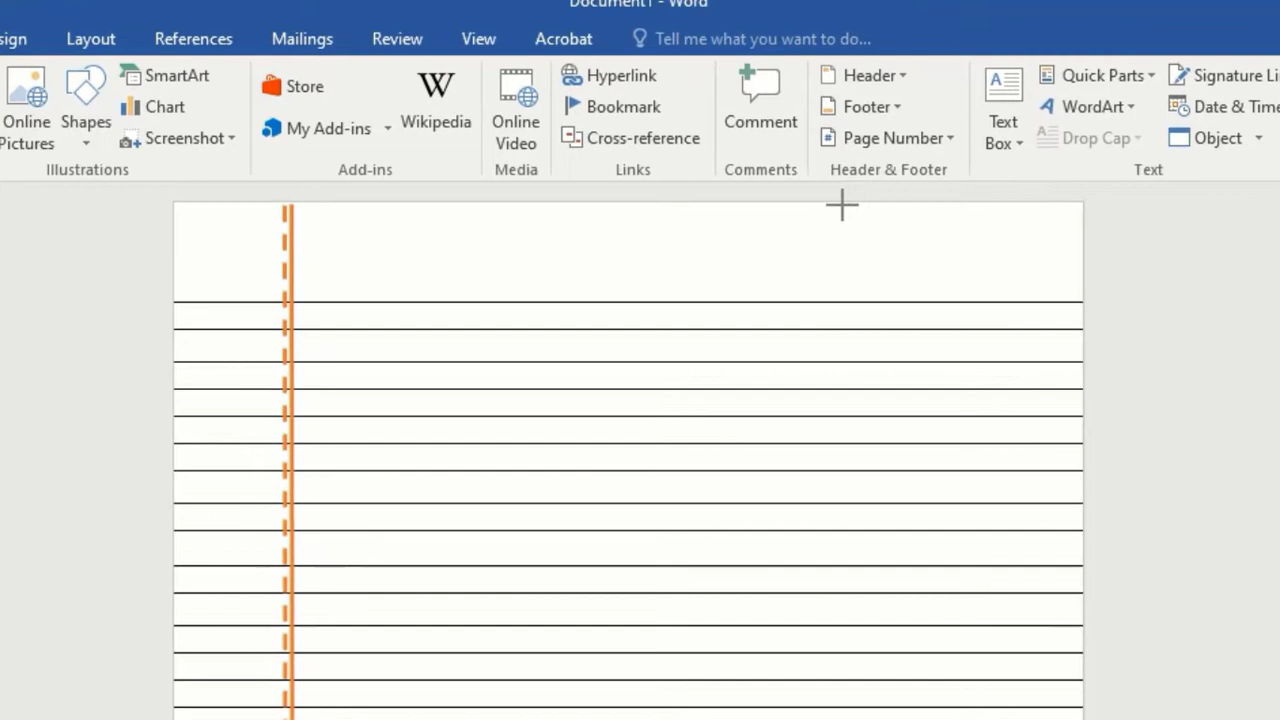 Document1 - Word
sign Layout References Mailings Review View Acrobat Tell me what you want to do...
Online Pictures
Shapes
SmartArt
Chart
Screenshot
Illustrations
Store
My Add-ins
Wikipedia
Add-ins
Online Video
Media
Hyperlink
Bookmark
Cross-reference
Links
Comment
Comments
Header
Footer
Page Number
Header & Footer
Text Box
Quick Parts
WordArt
Drop Cap
Signature Li
Date & Time
Object
Text